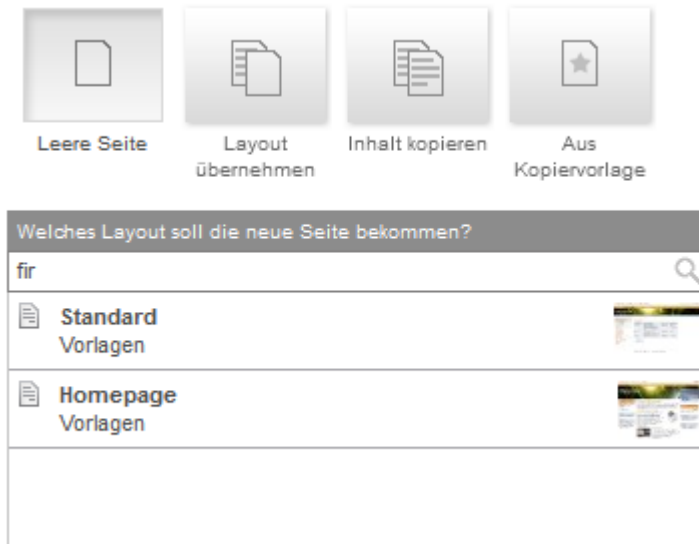 Leere Seite
Layout
übernehmen
Inhalt kopieren
Aus
Kopiervorlage
Welches Layout soll die neue Seite bekommen?
fir
Standard
Vorlagen
Homepage
Vorlagen